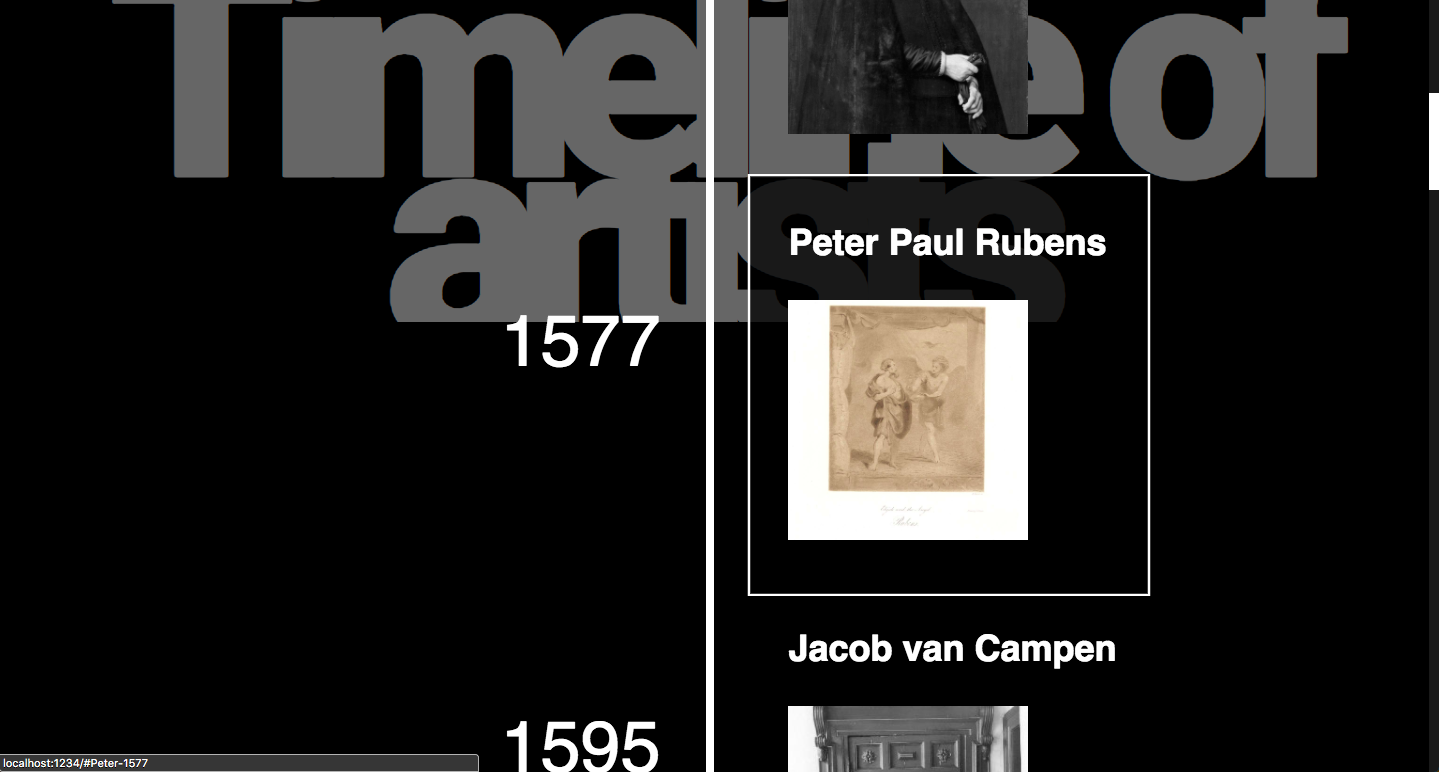 Timeline of
artists
Peter Paul Rubens
1577
Jacob van Campen
1595
localhost:1234/#Peter-1577